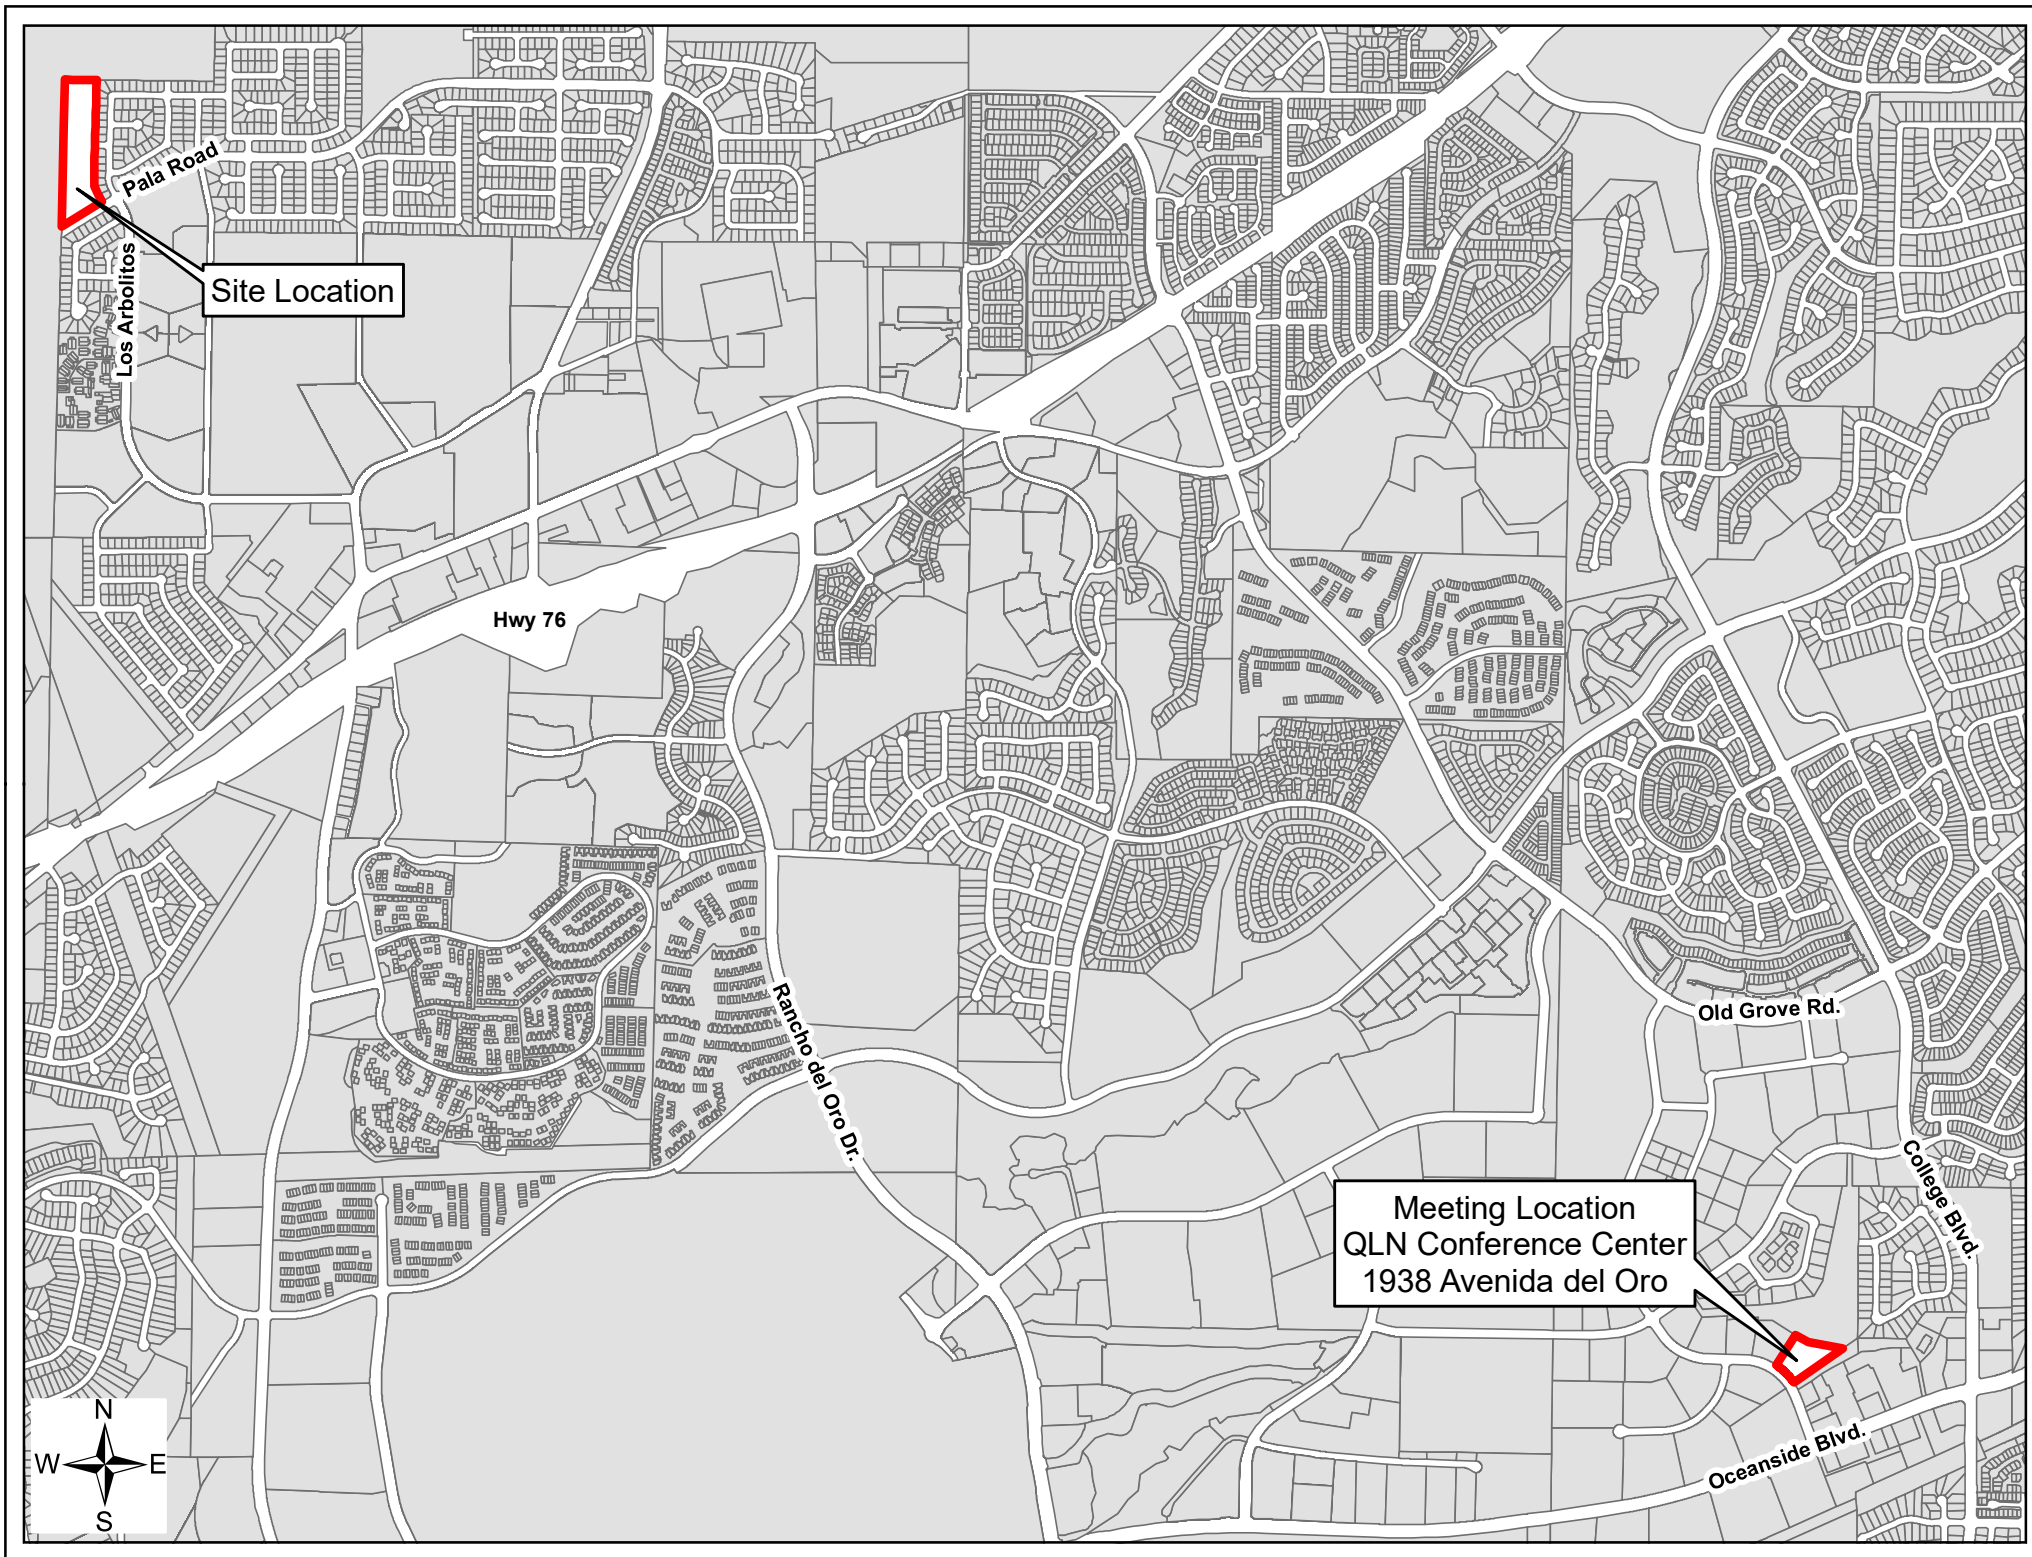 Pala Road
Los Arbolitos
Site Location
Hwy 76
Rancho del Oro Dr.
Old Grove Rd.
College Blvd.
Meeting Location
QLN Conference Center
1938 Avenida del Oro
Oceanside Blvd.
N
W E
S